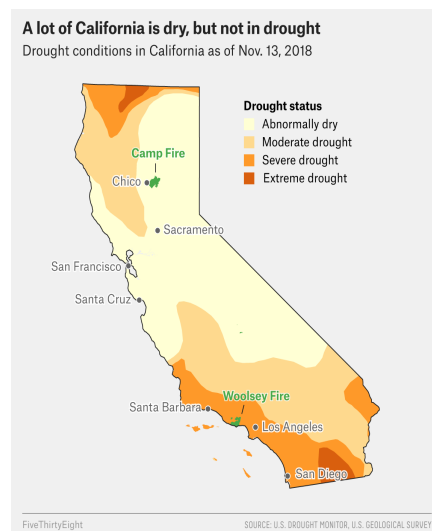 A lot of California is dry, but not in drought
Drought conditions in California as of Nov. 13, 2018
Drought status
Abnormally dry
Moderate drought
Severe drought
Extreme drought
Camp Fire
Chico
Sacramento
San Francisco
Santa Cruz
Woolsey Fire
Santa Barbara
Los Angeles
San Diego
FiveThirtyEight
SOURCE: U.S. DROUGHT MONITOR, U.S. GEOLOGICAL SURVEY